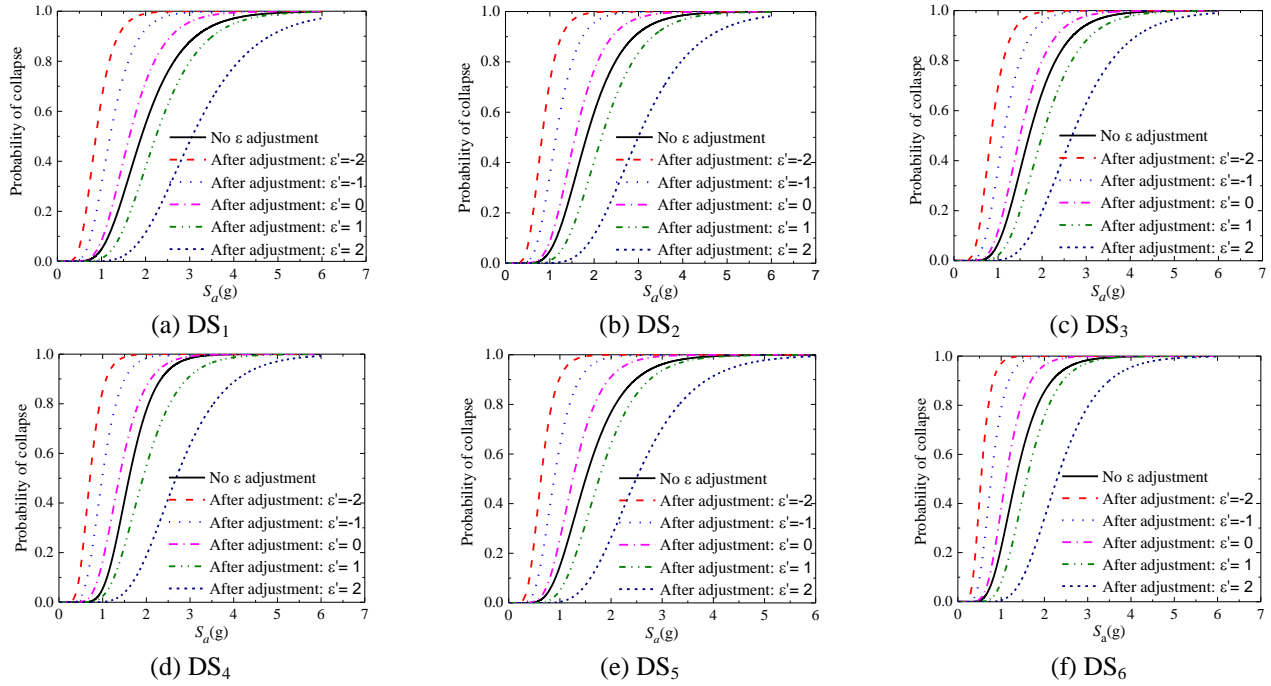 1.0
0.8
0.6
0.4
0.2
0.0
Probability of collapse
No ε adjustment
After adjustment: ε'=-2
After adjustment: ε'=-1
After adjustment: ε'= 0
After adjustment: ε'= 1
After adjustment: ε'= 2
0 1 2 3 4 5 6 7
Sa(g)
(a) DS1
1.0
0.8
0.6
0.4
0.2
0.0
Probability of collapse
No ε adjustment
After adjustment: ε'=-2
After adjustment: ε'=-1
After adjustment: ε'= 0
After adjustment: ε'= 1
After adjustment: ε'= 2
0 1 2 3 4 5 6 7
Sa(g)
(b) DS2
1.0
0.8
0.6
0.4
0.2
0.0
Probability of collaspe
No ε adjustment
After adjustment: ε'=-2
After adjustment: ε'=-1
After adjustment: ε'= 0
After adjustment: ε'= 1
After adjustment: ε'= 2
0 1 2 3 4 5 6 7
Sa(g)
(c) DS3
1.0
0.8
0.6
0.4
0.2
0.0
Probability of collapse
No ε adjustment
After adjustment: ε'=-2
After adjustment: ε'=-1
After adjustment: ε'= 0
After adjustment: ε'= 1
After adjustment: ε'= 2
0 1 2 3 4 5 6 7
Sa(g)
(d) DS4
1.0
0.8
0.6
0.4
0.2
0.0
Probability of collapse
No ε adjustment
After adjustment: ε'=-2
After adjustment: ε'=-1
After adjustment: ε'= 0
After adjustment: ε'= 1
After adjustment: ε'= 2
0 1 2 3 4 5 6
Sa(g)
(e) DS5
1.0
0.8
0.6
0.4
0.2
0.0
Probability of collapse
No ε adjustment
After adjustment: ε'=-2
After adjustment: ε'=-1
After adjustment: ε'= 0
After adjustment: ε'= 1
After adjustment: ε'= 2
0 1 2 3 4 5 6 7
Sa(g)
(f) DS6